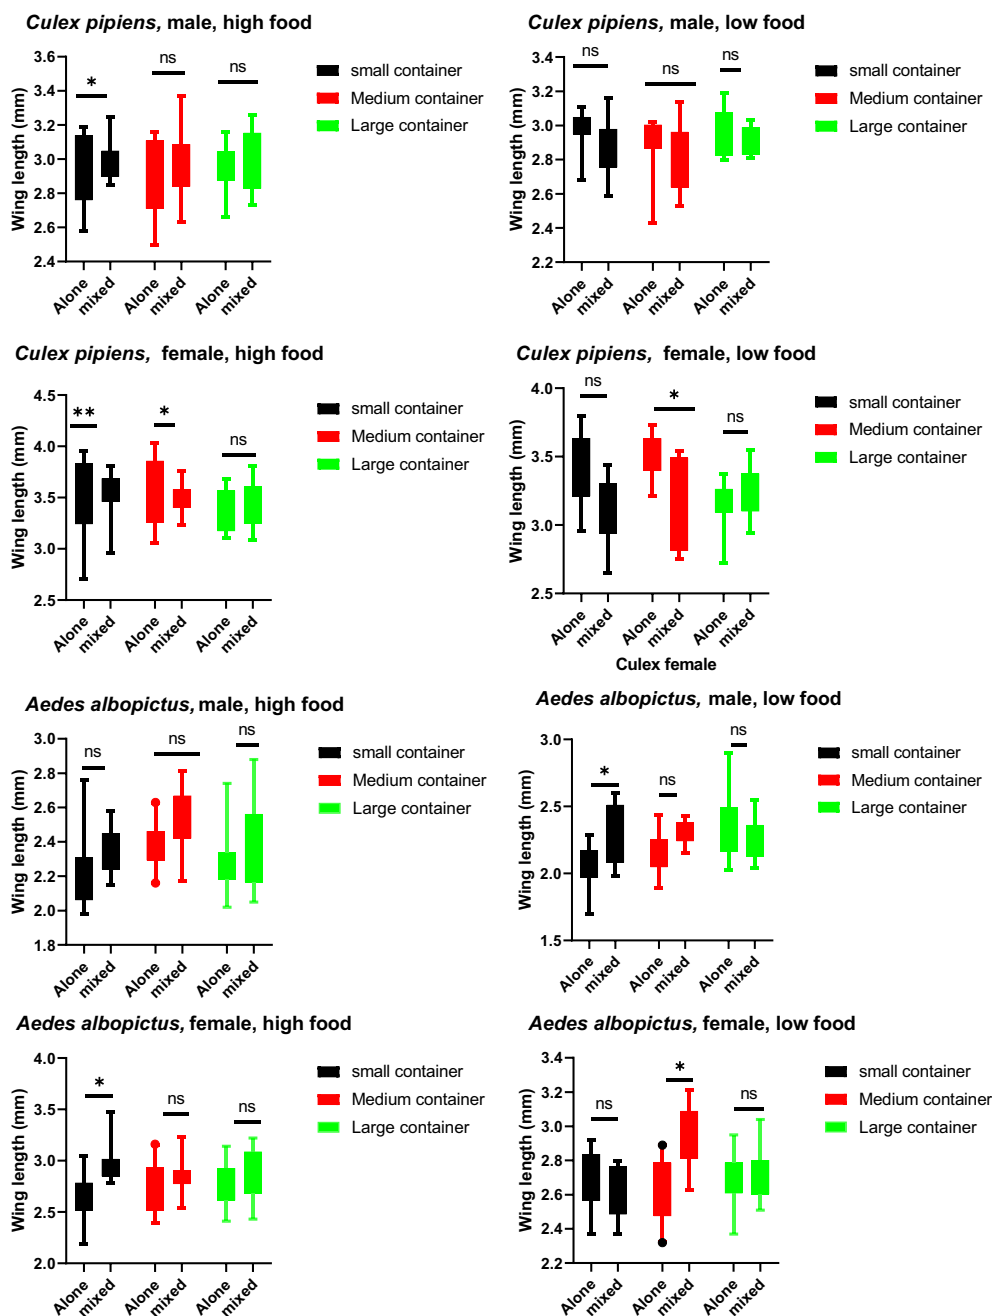 Culex pipiens, male, high food
Wing length (mm)
3.6
3.4
3.2
3.0
2.8
2.6
2.4
*
ns
ns
Alone
mixed
Alone
mixed
Alone
mixed
small container
Medium container
Large container
Culex pipiens, male, low food
Wing length (mm)
3.4
3.2
3.0
2.8
2.6
2.4
2.2
ns
ns
ns
Alone
mixed
Alone
mixed
Alone
mixed
small container
Medium container
Large container
Culex pipiens, female, high food
Wing length (mm)
4.5
4.0
3.5
3.0
2.5
**
*
ns
Alone
mixed
Alone
mixed
Alone
mixed
small container
Medium container
Large container
Culex pipiens, female, low food
Wing length (mm)
4.0
3.5
3.0
2.5
ns
*
ns
Alone
mixed
Alone
mixed
Alone
mixed
Culex female
small container
Medium container
Large container
Aedes albopictus, male, high food
Wing length (mm)
3.0
2.8
2.6
2.4
2.2
2.0
1.8
ns
ns
ns
Alone
mixed
Alone
mixed
Alone
mixed
small container
Medium container
Large container
Aedes albopictus, male, low food
Wing length (mm)
3.0
2.5
2.0
1.5
*
ns
ns
Alone
mixed
Alone
mixed
Alone
mixed
small container
Medium container
Large container
Aedes albopictus, female, high food
Wing length (mm)
4.0
3.5
3.0
2.5
2.0
*
ns
ns
Alone
mixed
Alone
mixed
Alone
mixed
small container
Medium container
Large container
Aedes albopictus, female, low food
Wing length (mm)
3.4
3.2
3.0
2.8
2.6
2.4
2.2
ns
*
ns
Alone
mixed
Alone
mixed
Alone
mixed
small container
Medium container
Large container